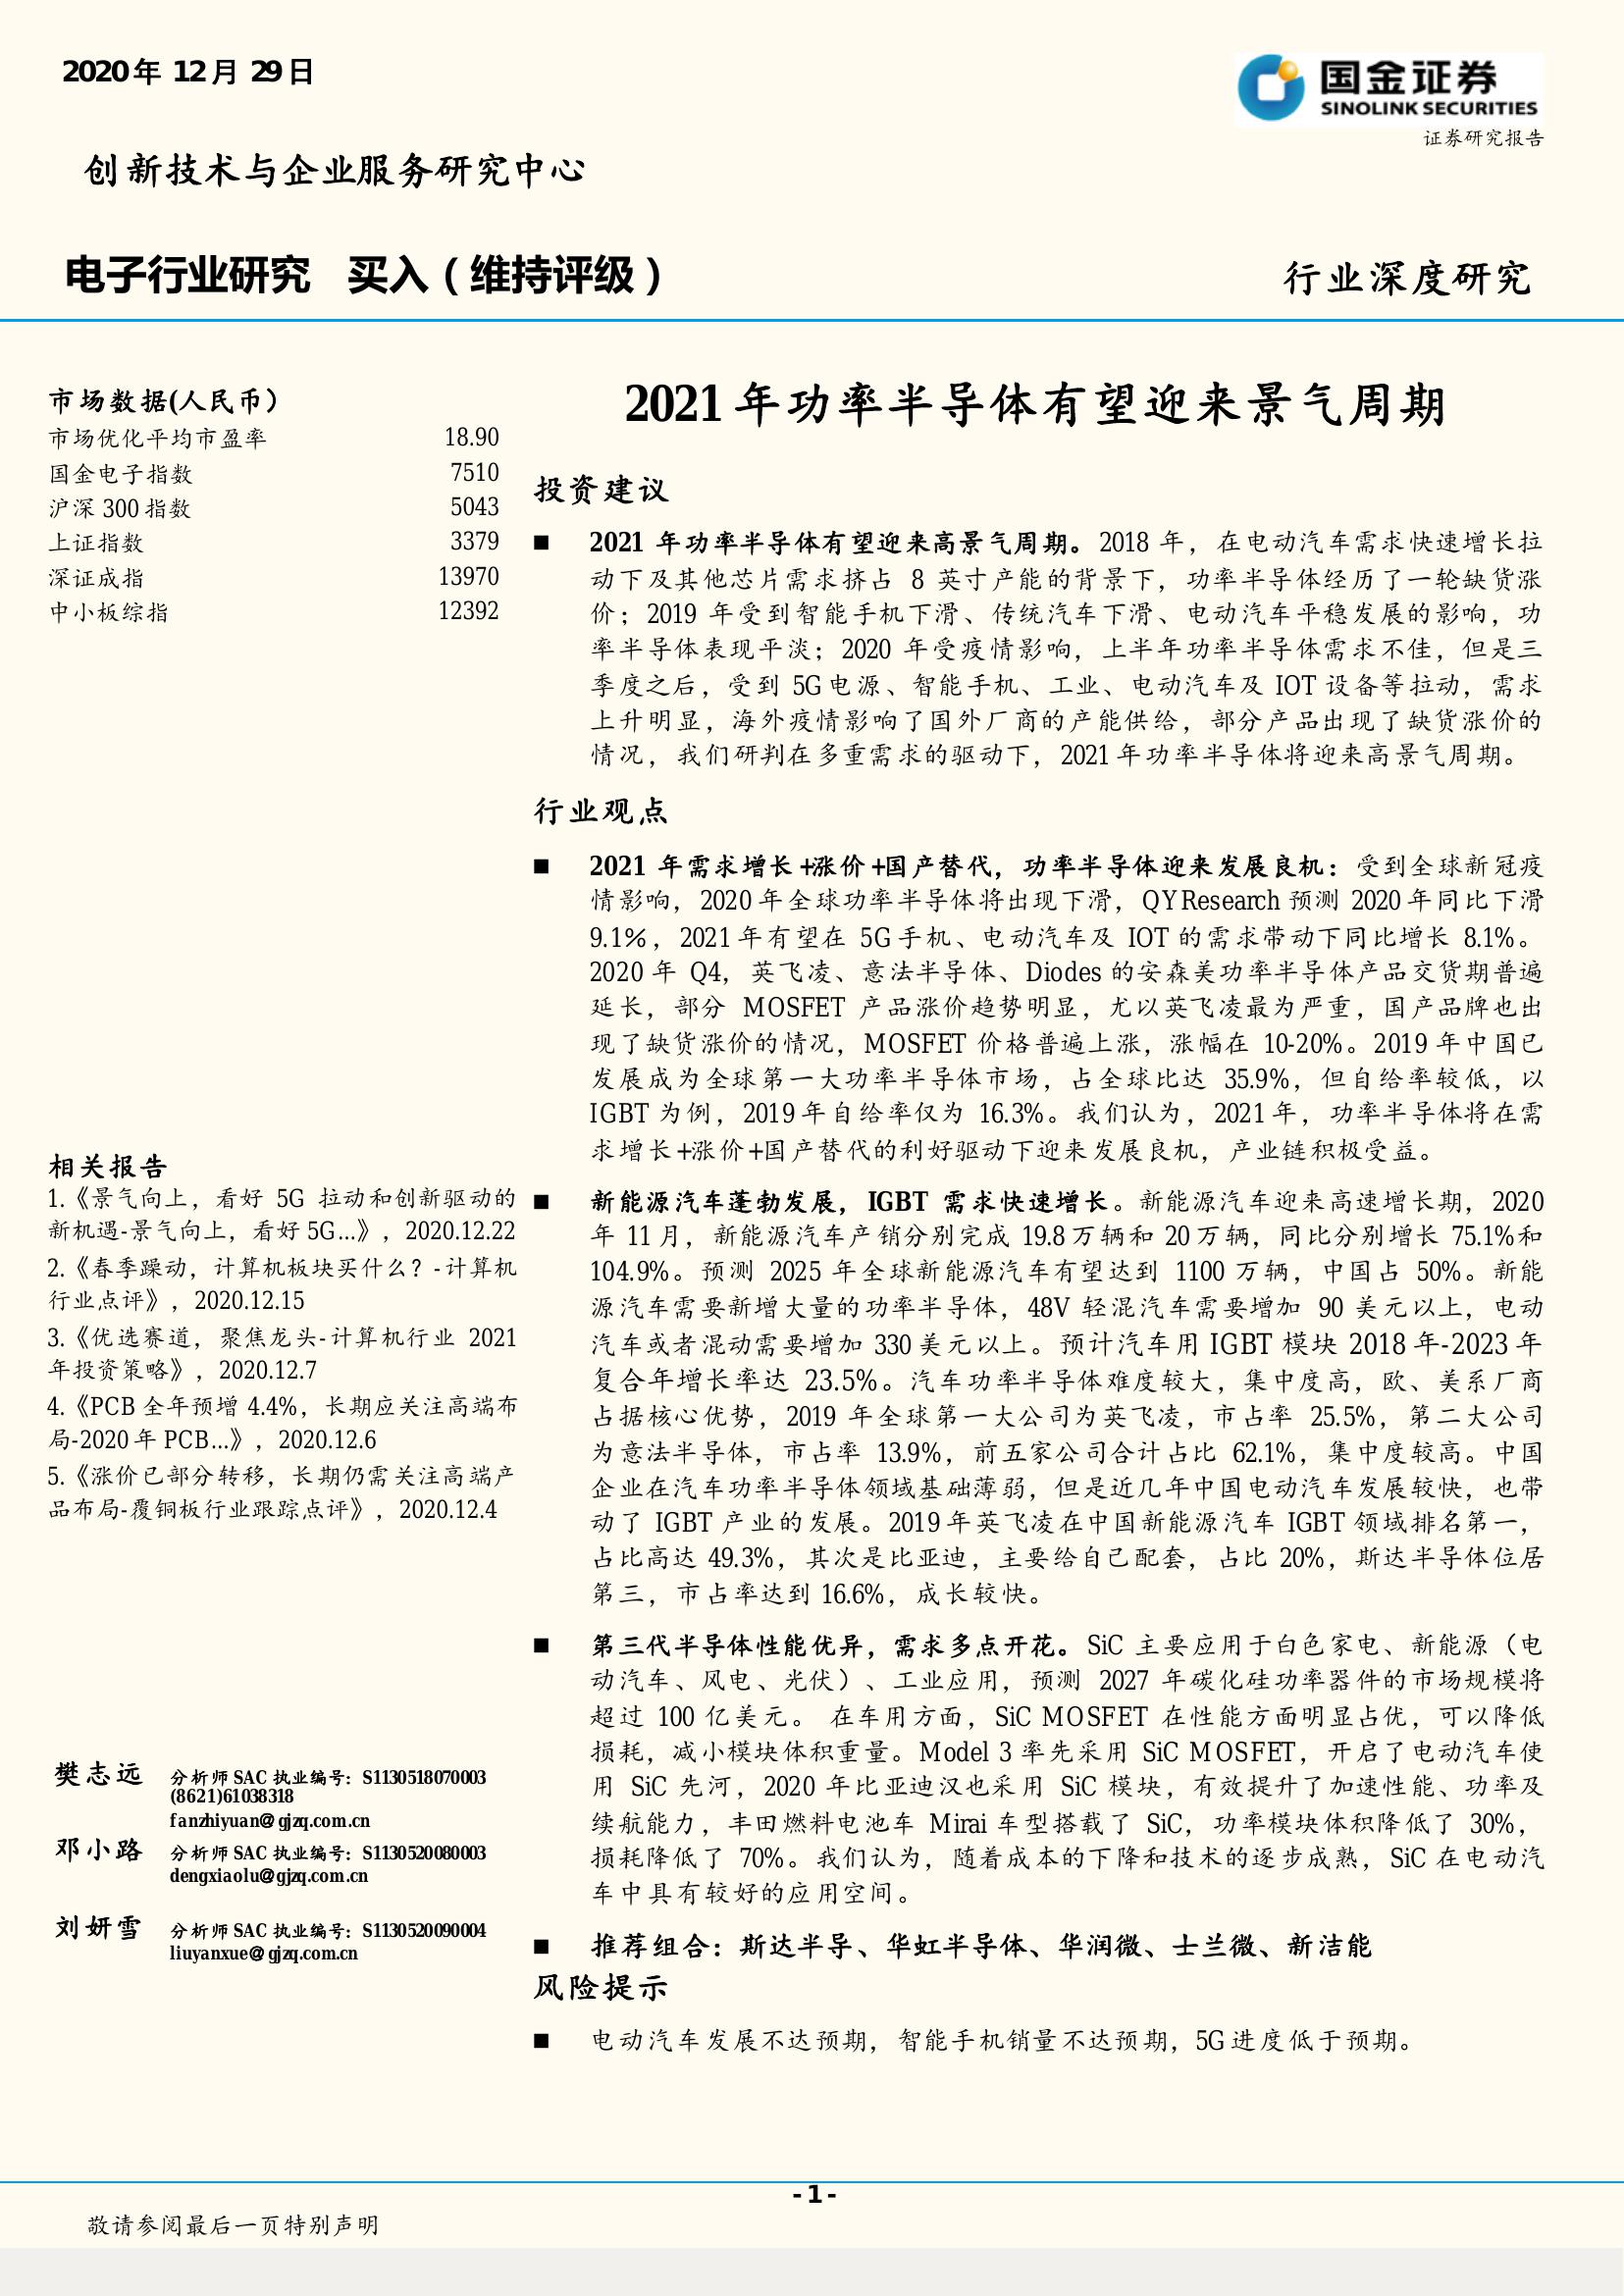 2020年 12月 29日
国金证券
SINOLINK SECURITIES
证券研究报告
创新技术与企业服务研究中心
电子行业研究 买入（维持评级）
行业深度研究
市场数据(人民币）
市场优化平均市盈率 18.90
国金电子指数 7510
沪深 300 指数 5043
上证指数 3379
深证成指 13970
中小板综指 12392
相关报告
1.《景气向上，看好 5G 拉动和创新驱动的
新机遇-景气向上，看好 5G...》，2020.12.22
2.《春季躁动，计算机板块买什么？-计算机
行业点评》，2020.12.15
3.《优选赛道，聚焦龙头-计算机行业 2021
年投资策略》，2020.12.7
4.《PCB 全年预增 4.4%，长期应关注高端布
局-2020 年 PCB...》，2020.12.6
5.《涨价已部分转移，长期仍需关注高端产
品布局-覆铜板行业跟踪点评》，2020.12.4
樊志远 分析师 SAC 执业编号：S1130518070003
(8621)61038318
fanzhiyuan@gjzq.com.cn
邓小路 分析师 SAC 执业编号：S1130520080003
dengxiaolu@gjzq.com.cn
刘妍雪 分析师 SAC 执业编号：S1130520090004
liuyanxue@gjzq.com.cn
2021 年功率半导体有望迎来景气周期
投资建议
■ 2021 年功率半导体有望迎来高景气周期。2018 年，在电动汽车需求快速增长拉
动下及其他芯片需求挤占 8 英寸产能的背景下，功率半导体经历了一轮缺货涨
价；2019 年受到智能手机下滑、传统汽车下滑、电动汽车平稳发展的影响，功
率半导体表现平淡；2020 年受疫情影响，上半年功率半导体需求不佳，但是三
季度之后，受到 5G 电源、智能手机、工业、电动汽车及 IOT 设备等拉动，需求
上升明显，海外疫情影响了国外厂商的产能供给，部分产品出现了缺货涨价的
情况，我们研判在多重需求的驱动下，2021 年功率半导体将迎来高景气周期。
行业观点
■ 2021 年需求增长+涨价+国产替代，功率半导体迎来发展良机：受到全球新冠疫
情影响，2020 年全球功率半导体将出现下滑，QYResearch 预测 2020 年同比下滑
9.1%，2021 年有望在 5G 手机、电动汽车及 IOT 的需求带动下同比增长 8.1%。
2020 年 Q4，英飞凌、意法半导体、Diodes 的安森美功率半导体产品交货期普遍
延长，部分 MOSFET 产品涨价趋势明显，尤以英飞凌最为严重，国产品牌也出
现了缺货涨价的情况，MOSFET 价格普遍上涨，涨幅在 10-20%。2019 年中国已
发展成为全球第一大功率半导体市场，占全球比达 35.9%，但自给率较低，以
IGBT 为例，2019 年自给率仅为 16.3%。我们认为，2021 年，功率半导体将在需
求增长+涨价+国产替代的利好驱动下迎来发展良机，产业链积极受益。
■ 新能源汽车蓬勃发展，IGBT 需求快速增长。新能源汽车迎来高速增长期，2020
年 11 月，新能源汽车产销分别完成 19.8 万辆和 20 万辆，同比分别增长 75.1%和
104.9%。预测 2025 年全球新能源汽车有望达到 1100 万辆，中国占 50%。新能
源汽车需要新增大量的功率半导体，48V 轻混汽车需要增加 90 美元以上，电动
汽车或者混动需要增加 330 美元以上。预计汽车用 IGBT 模块 2018 年-2023 年
复合年增长率达 23.5%。汽车功率半导体难度较大，集中度高，欧、美系厂商
占据核心优势，2019 年全球第一大公司为英飞凌，市占率 25.5%，第二大公司
为意法半导体，市占率 13.9%，前五家公司合计占比 62.1%，集中度较高。中国
企业在汽车功率半导体领域基础薄弱，但是近几年中国电动汽车发展较快，也带
动了 IGBT 产业的发展。2019 年英飞凌在中国新能源汽车 IGBT 领域排名第一，
占比高达 49.3%，其次是比亚迪，主要给自己配套，占比 20%，斯达半导体位居
第三，市占率达到 16.6%，成长较快。
■ 第三代半导体性能优异，需求多点开花。SiC 主要应用于白色家电、新能源（电
动汽车、风电、光伏）、工业应用，预测 2027 年碳化硅功率器件的市场规模将
超过 100 亿美元。 在车用方面，SiC MOSFET 在性能方面明显占优，可以降低
损耗，减小模块体积重量。Model 3 率先采用 SiC MOSFET，开启了电动汽车使
用 SiC 先河，2020 年比亚迪汉也采用 SiC 模块，有效提升了加速性能、功率及
续航能力，丰田燃料电池车 Mirai 车型搭载了 SiC，功率模块体积降低了 30%，
损耗降低了 70%。我们认为，随着成本的下降和技术的逐步成熟，SiC 在电动汽
车中具有较好的应用空间。
■ 推荐组合：斯达半导、华虹半导体、华润微、士兰微、新洁能
风险提示
■ 电动汽车发展不达预期，智能手机销量不达预期，5G 进度低于预期。
- 1 -
敬请参阅最后一页特别声明